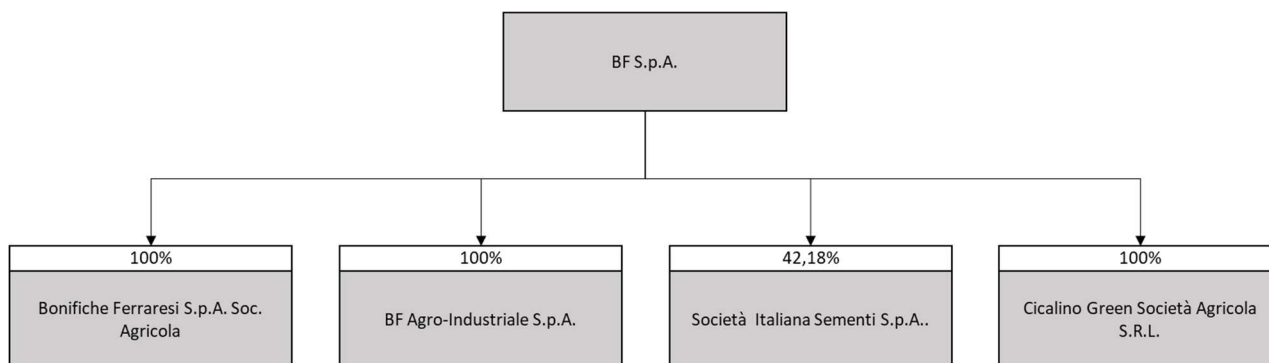 BF S.p.A.
100%
100%
42,18%
100%
Bonifiche Ferraresi S.p.A. Soc.
Agricola
BF Agro-Industriale S.p.A.
Società Italiana Sementi S.p.A..
Cicalino Green Società Agricola
S.R.L.